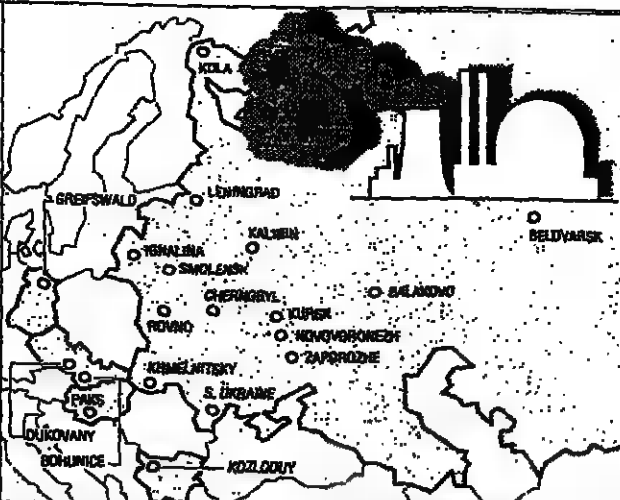 KOLA
GREIFSWALD
LENINGRAD
KALININ
BELOYARSK
IGNALINA
SMOLENSK
CHERNOBYL
BALAKOVO
KURSK
ROVNO
NOVOVORONEZH
ZAPOROZHE
KHMELNITSKY
PAKS
S. UKRAINE
DUKOVANY
BOHUNICE
KOZLODUY